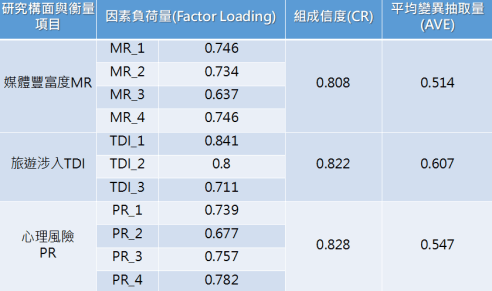 研究構面與衡量項目 因素負荷量(Factor Loading) 組成信度(CR) 平均變異抽取量(AVE)
媒體豐富度MR MR_1 0.746 0.808 0.514
MR_2 0.734
MR_3 0.637
MR_4 0.746
旅遊涉入TDI TDI_1 0.841 0.822 0.607
TDI_2 0.8
TDI_3 0.711
心理風險PR PR_1 0.739 0.828 0.547
PR_2 0.677
PR_3 0.757
PR_4 0.782